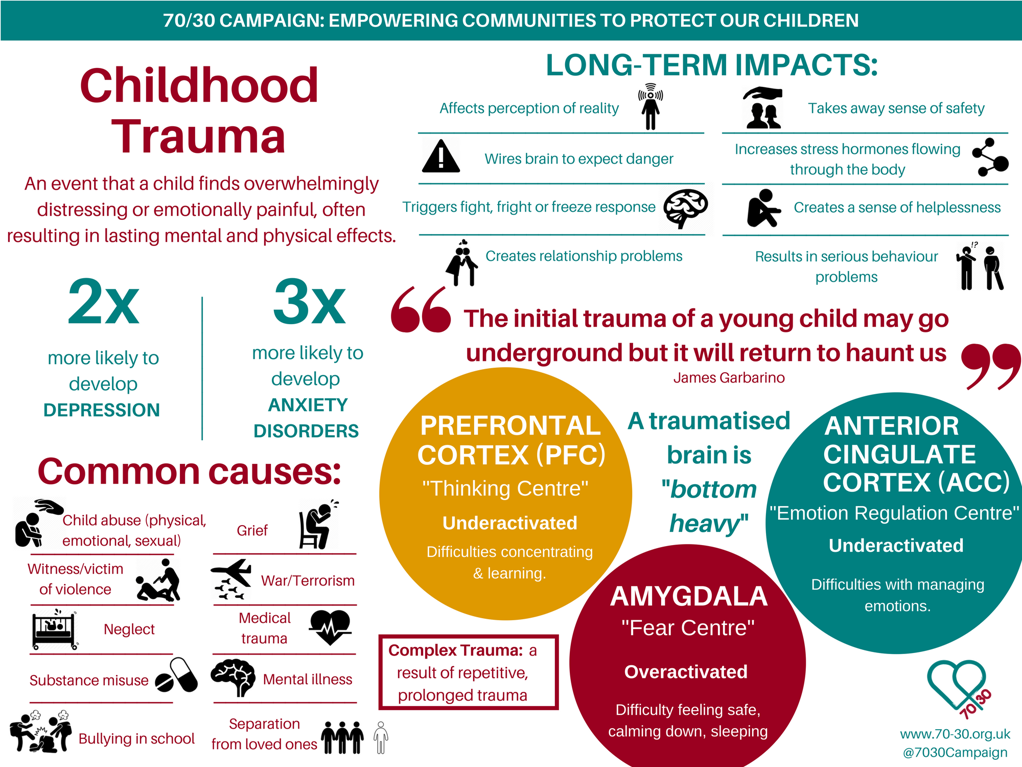 70/30 CAMPAIGN: EMPOWERING COMMUNITIES TO PROTECT OUR CHILDREN
Childhood
Trauma
An event that a child finds overwhelmingly
distressing or emotionally painful, often
resulting in lasting mental and physical effects.
2x
more likely to
develop
DEPRESSION
3x
more likely to
develop
ANXIETY
DISORDERS
Common causes:
Child abuse (physical,
emotional, sexual)
Grief
Witness/victim
of violence
War/Terrorism
Neglect
Medical
trauma
Substance misuse
Mental illness
Bullying in school
Separation
from loved ones
LONG-TERM IMPACTS:
Affects perception of reality
Takes away sense of safety
Wires brain to expect danger
Increases stress hormones flowing
through the body
Triggers fight, fright or freeze response
Creates a sense of helplessness
Creates relationship problems
Results in serious behaviour
problems
!?
“The initial trauma of a young child may go
underground but it will return to haunt us”
James Garbarino
PREFRONTAL
CORTEX (PFC)
"Thinking Centre"
Underactivated
Difficulties concentrating
& learning.
A traumatised
brain is
"bottom
heavy"
ANTERIOR
CINGULATE
CORTEX (ACC)
"Emotion Regulation Centre"
Underactivated
Difficulties with managing
emotions.
AMYGDALA
"Fear Centre"
Overactivated
Difficulty feeling safe,
calming down, sleeping
Complex Trauma: a
result of repetitive,
prolonged trauma
70/30
www.70-30.org.uk
@7030Campaign